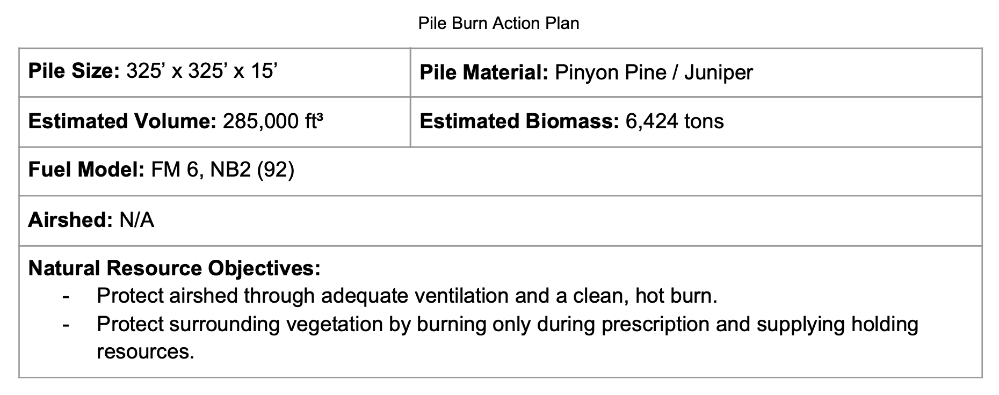 Pile Burn Action Plan
Pile Size: 325’ x 325’ x 15’
Pile Material: Pinyon Pine / Juniper
Estimated Volume: 285,000 ft³
Estimated Biomass: 6,424 tons
Fuel Model: FM 6, NB2 (92)
Airshed: N/A
Natural Resource Objectives:
- Protect airshed through adequate ventilation and a clean, hot burn.
- Protect surrounding vegetation by burning only during prescription and supplying holding
resources.